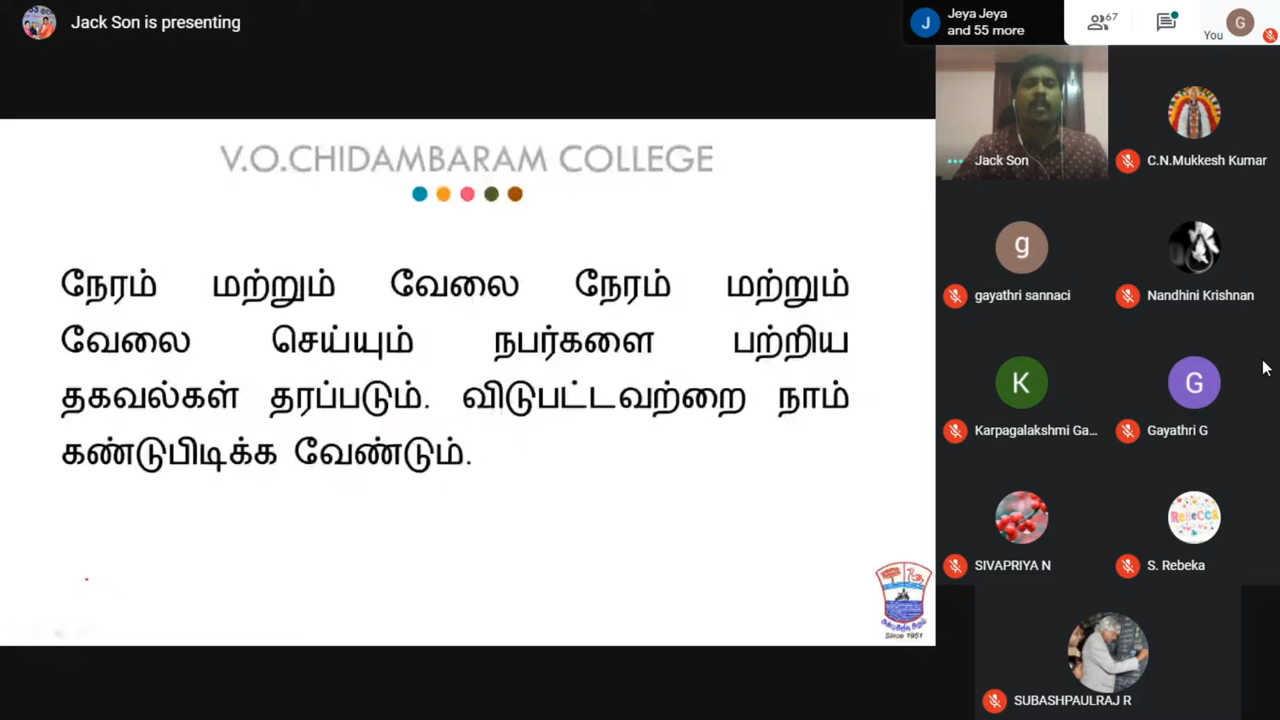 Jack Son is presenting
Jeya Jeya
and 55 more
67
You
J
G
V.O.CHIDAMBARAM COLLEGE
நேரம் மற்றும் வேலை நேரம் மற்றும்
வேலை செய்யும் நபர்களை பற்றிய
தகவல்கள் தரப்படும். விடுபட்டவற்றை நாம்
கண்டுபிடிக்க வேண்டும்.
Since 1951
Jack Son
C.N.Mukkesh Kumar
g
gayathri sannaci
Nandhini Krishnan
K
Karpagalakshmi Ga...
G
Gayathri G
SIVAPRIYA N
ReBeCCa
S. Rebeka
SUBASHPAULRAJ R